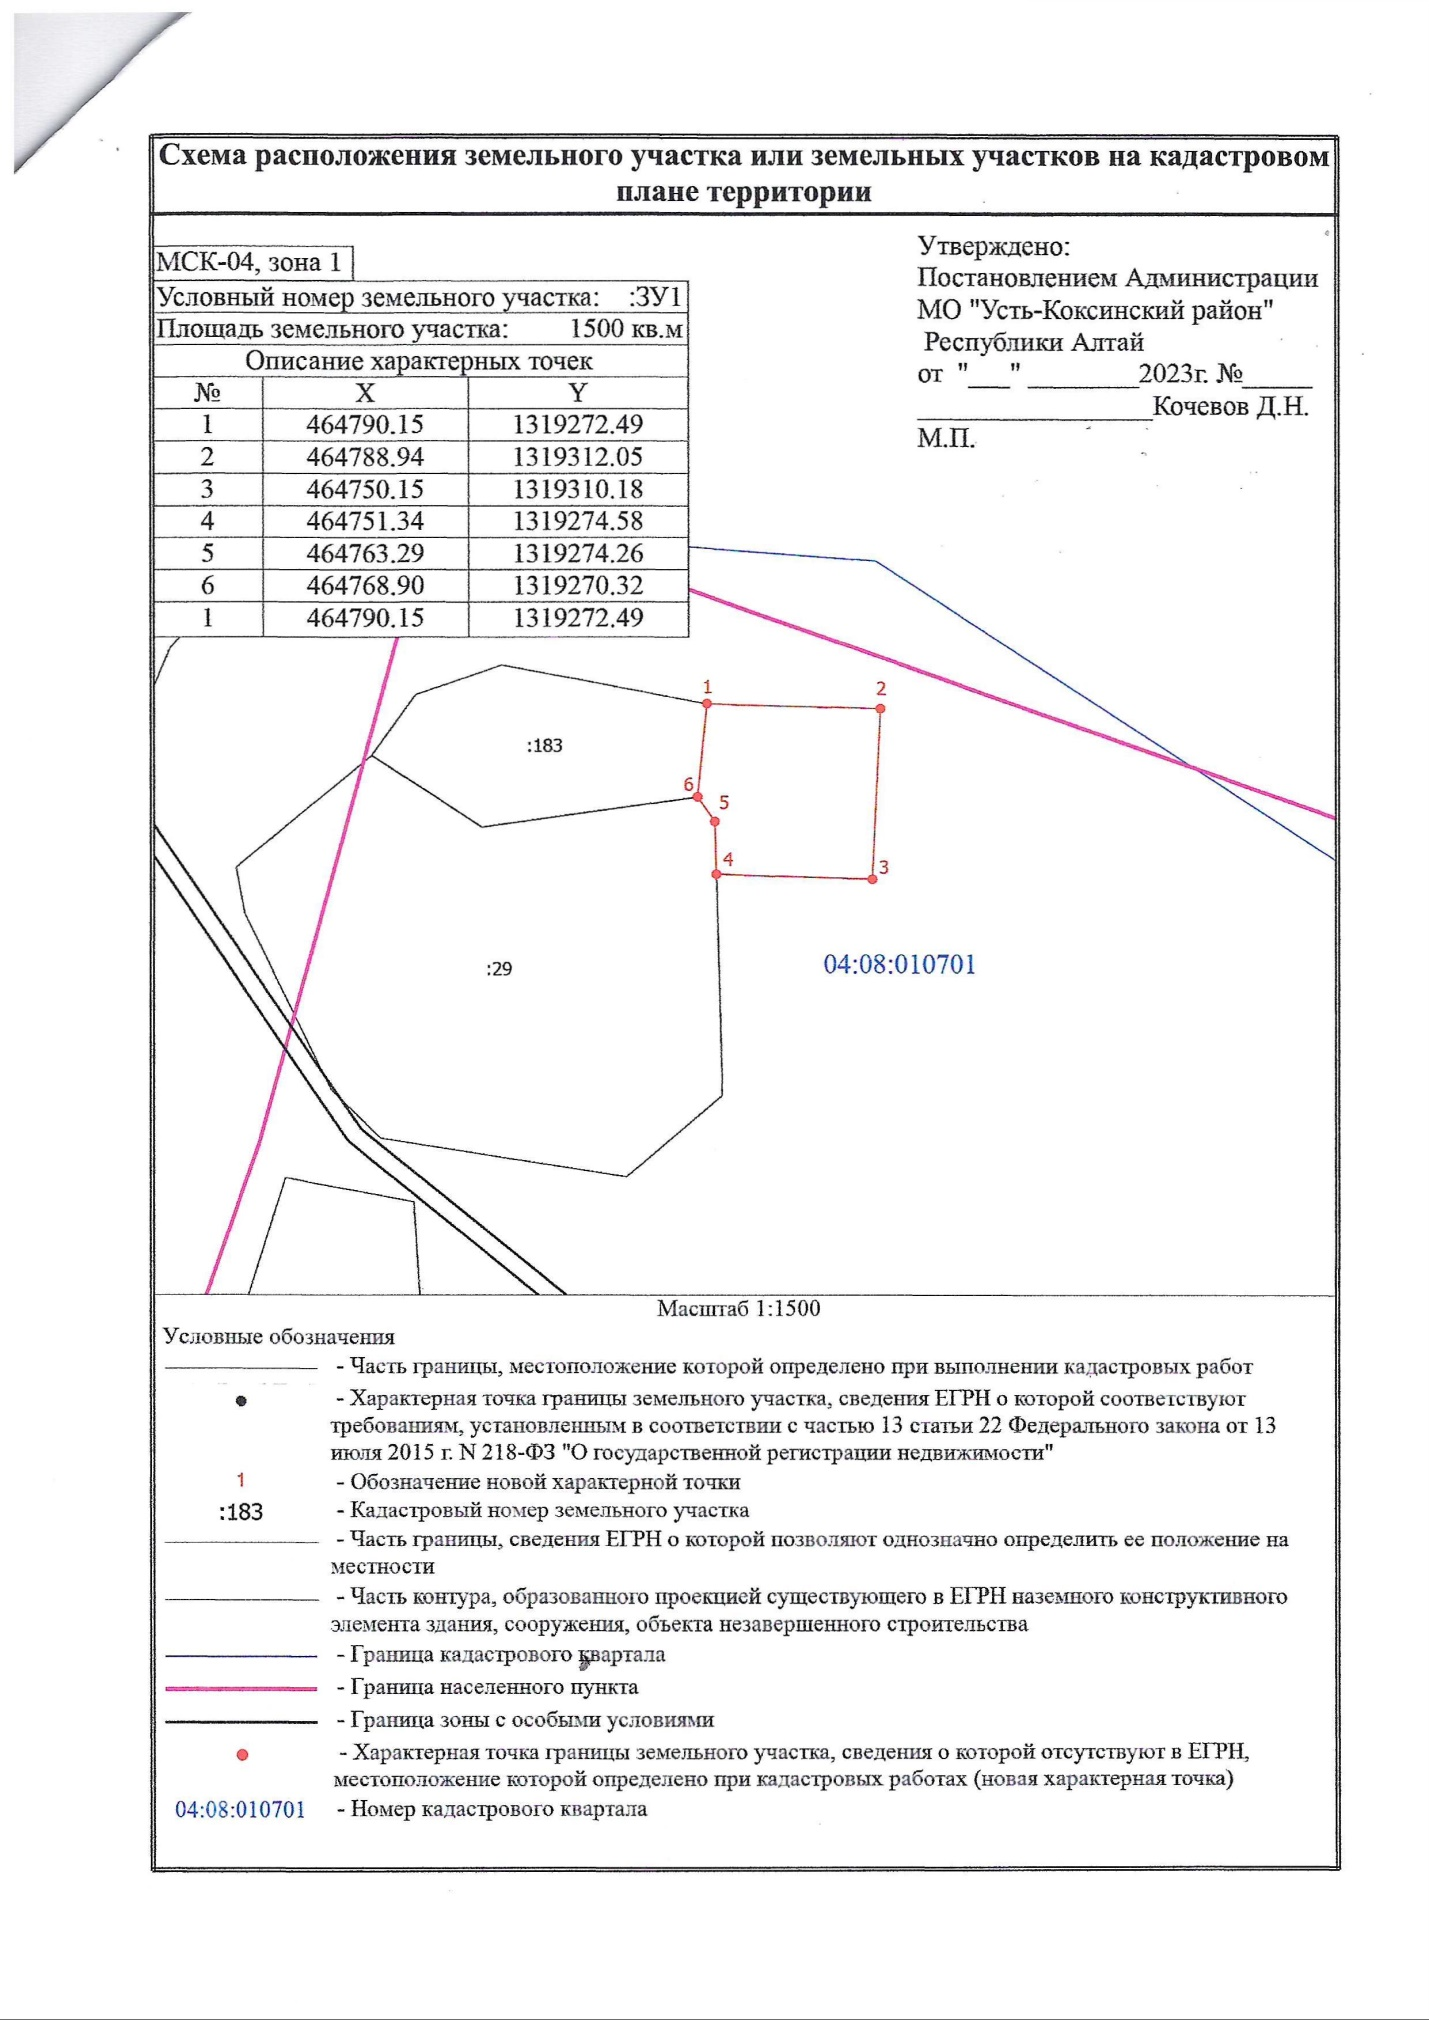 Схема расположения земельного участка или земельных участков на кадастровом
плане территории
МСК-04, зона 1
Условный номер земельного участка: :ЗУ1
Площадь земельного участка: 1500 кв.м
Описание характерных точек
№ X Y
1 464790.15 1319272.49
2 464788.94 1319312.05
3 464750.15 1319310.18
4 464751.34 1319274.58
5 464763.29 1319274.26
6 464768.90 1319270.32
1 464790.15 1319272.49
Утверждено:
Постановлением Администрации
МО "Усть-Коксинский район"
Республики Алтай
от "___" ________2023г. №_____
_________________Кочевов Д.Н.
М.П.
1
2
:183
6
5
4
3
:29
04:08:010701
Масштаб 1:1500
Условные обозначения
- Часть границы, местоположение которой определено при выполнении кадастровых работ
- Характерная точка границы земельного участка, сведения ЕГРН о которой соответствуют
требованиям, установленным в соответствии с частью 13 статьи 22 Федерального закона от 13
июля 2015 г. N 218-ФЗ "О государственной регистрации недвижимости"
1 - Обозначение новой характерной точки
:183 - Кадастровый номер земельного участка
- Часть границы, сведения ЕГРН о которой позволяют однозначно определить ее положение на
местности
- Часть контура, образованного проекцией существующего в ЕГРН наземного конструктивного
элемента здания, сооружения, объекта незавершенного строительства
- Граница кадастрового квартала
- Граница населенного пункта
- Граница зоны с особыми условиями
- Характерная точка границы земельного участка, сведения о которой отсутствуют в ЕГРН,
местоположение которой определено при кадастровых работах (новая характерная точка)
04:08:010701 - Номер кадастрового квартала